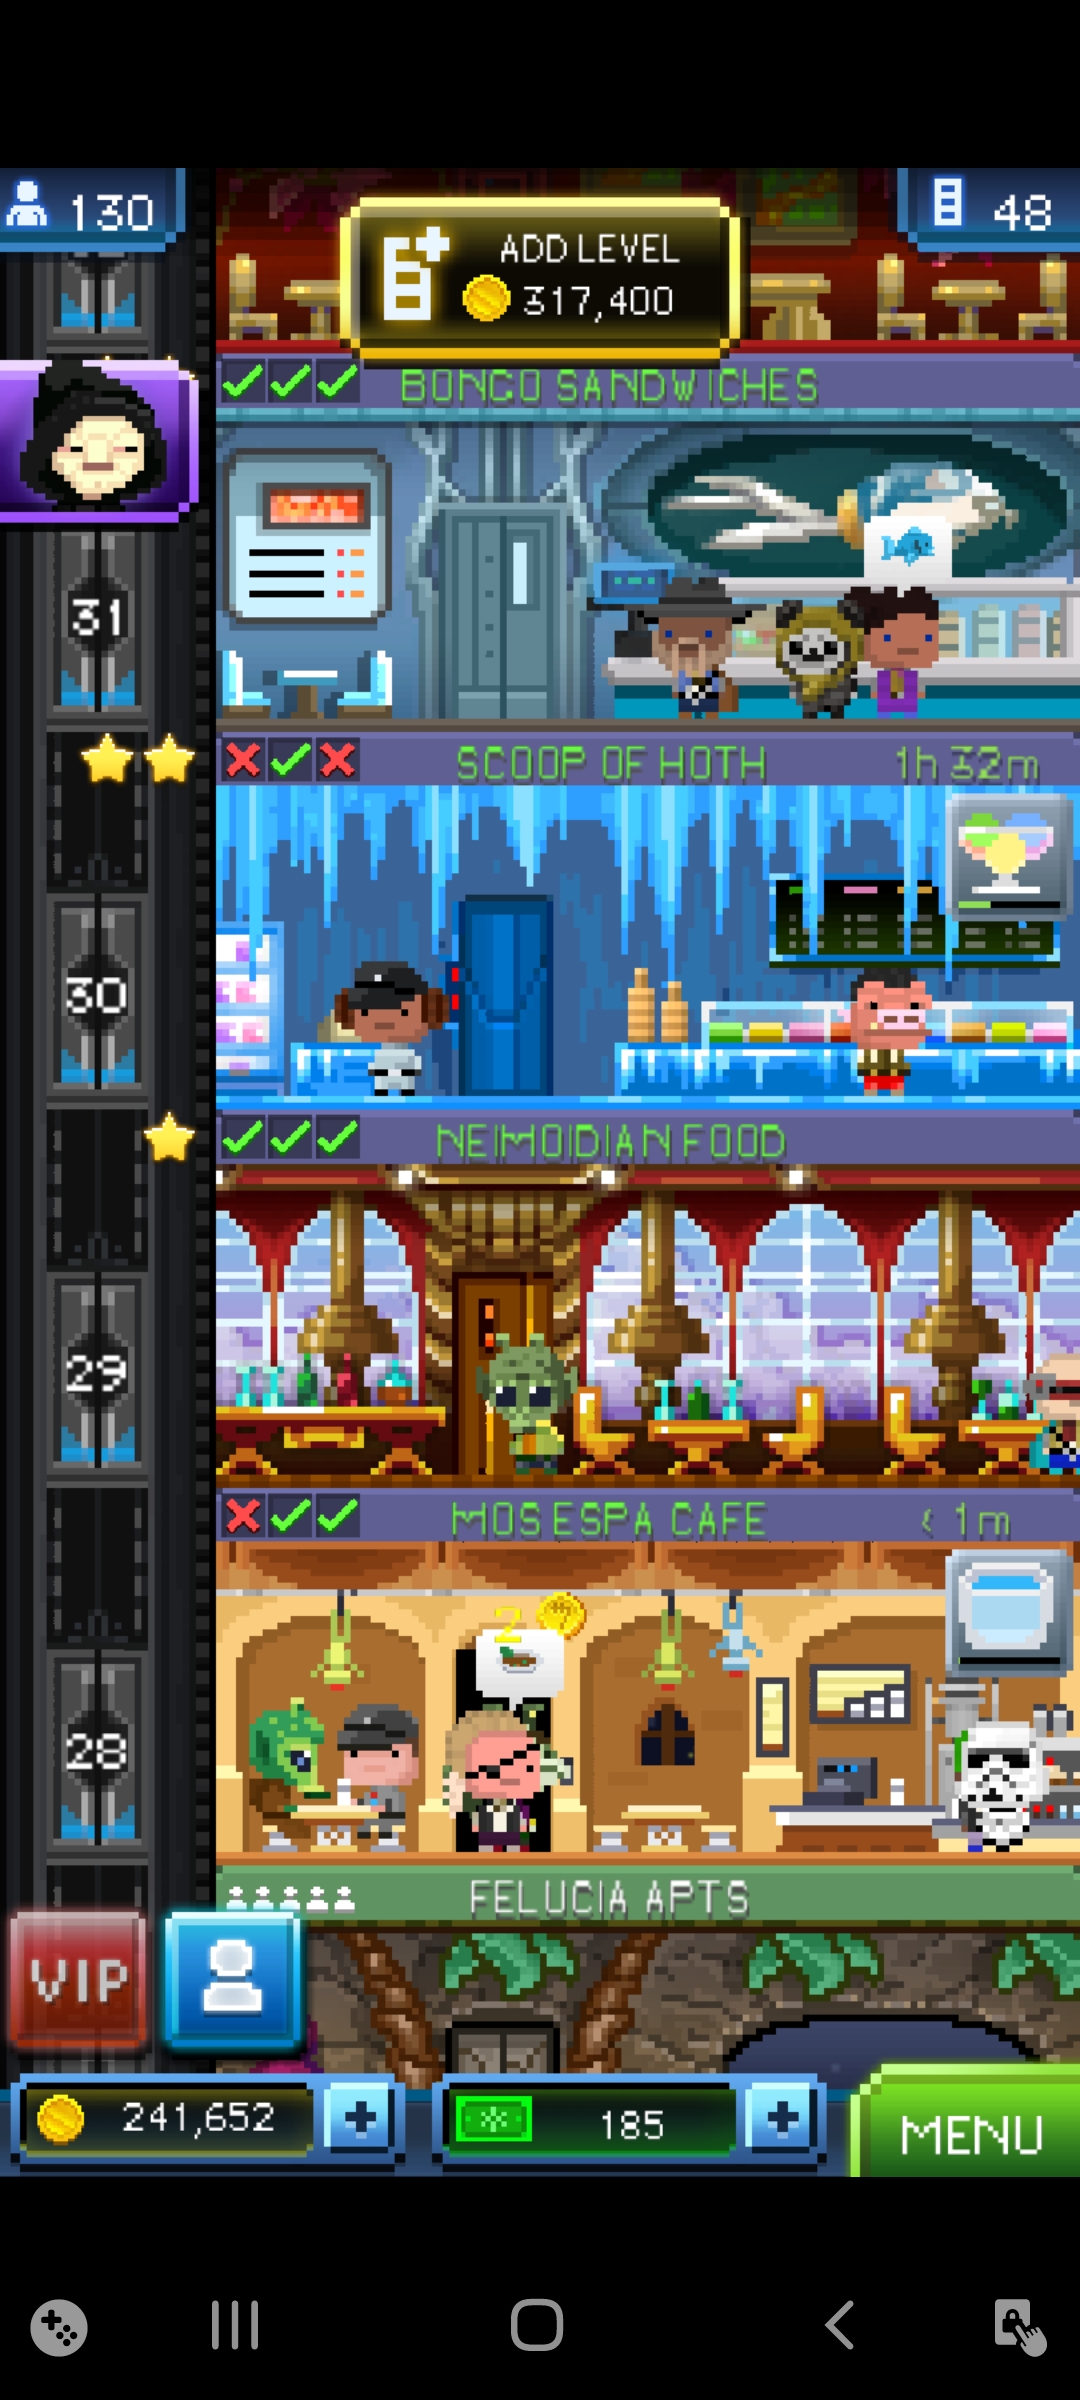 130
ADD LEVEL
317,400
48
BONGO SANDWICHES
31
SCOOP OF HOTH 1h 32m
30
NEIMOIDIAN FOOD
29
MOS ESPA CAFE < 1m
2
28
FELUCIA APTS
VIP
241,652 + 185 + MENU